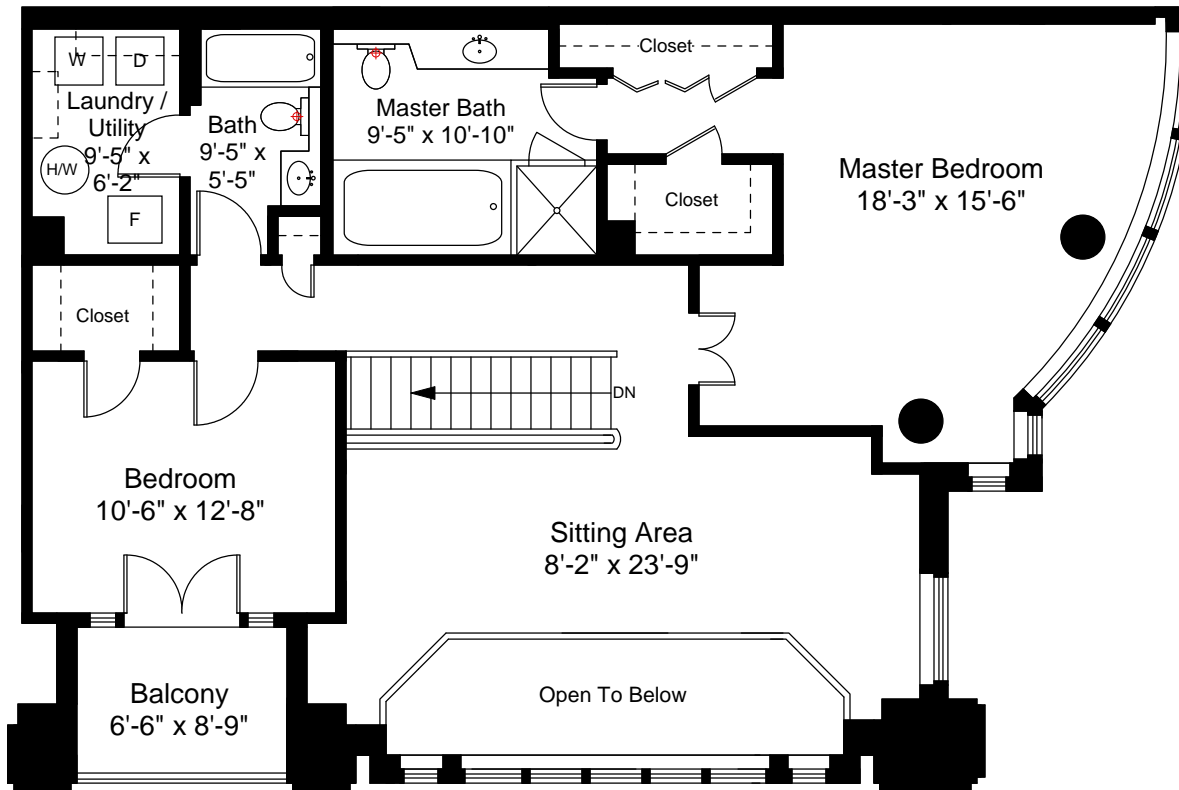 W
D
Laundry /
Utility
9'-5" x
6'-2"
H/W
F
Bath
9'-5" x
5'-5"
Master Bath
9'-5" x 10'-10"
Closet
Closet
Master Bedroom
18'-3" x 15'-6"
Closet
DN
Bedroom
10'-6" x 12'-8"
Sitting Area
8'-2" x 23'-9"
Balcony
6'-6" x 8'-9"
Open To Below